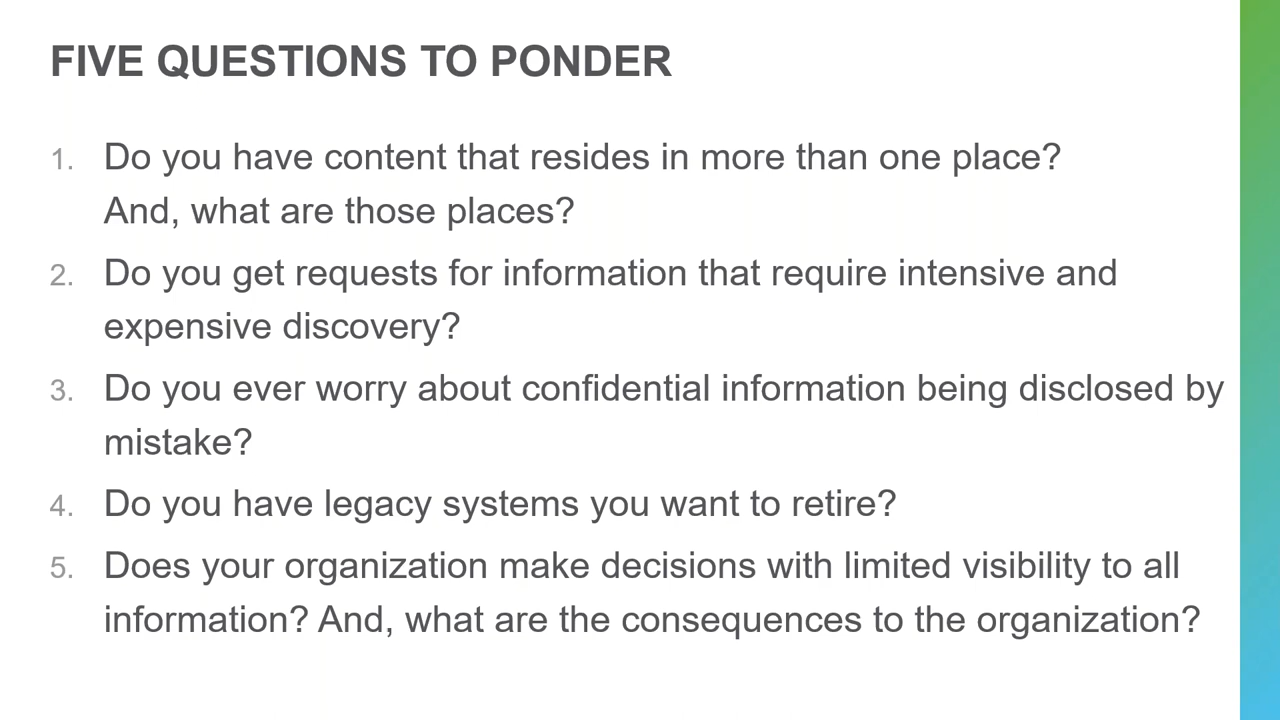 FIVE QUESTIONS TO PONDER
1. Do you have content that resides in more than one place?
And, what are those places?
2. Do you get requests for information that require intensive and
expensive discovery?
3. Do you ever worry about confidential information being disclosed by
mistake?
4. Do you have legacy systems you want to retire?
5. Does your organization make decisions with limited visibility to all
information? And, what are the consequences to the organization?